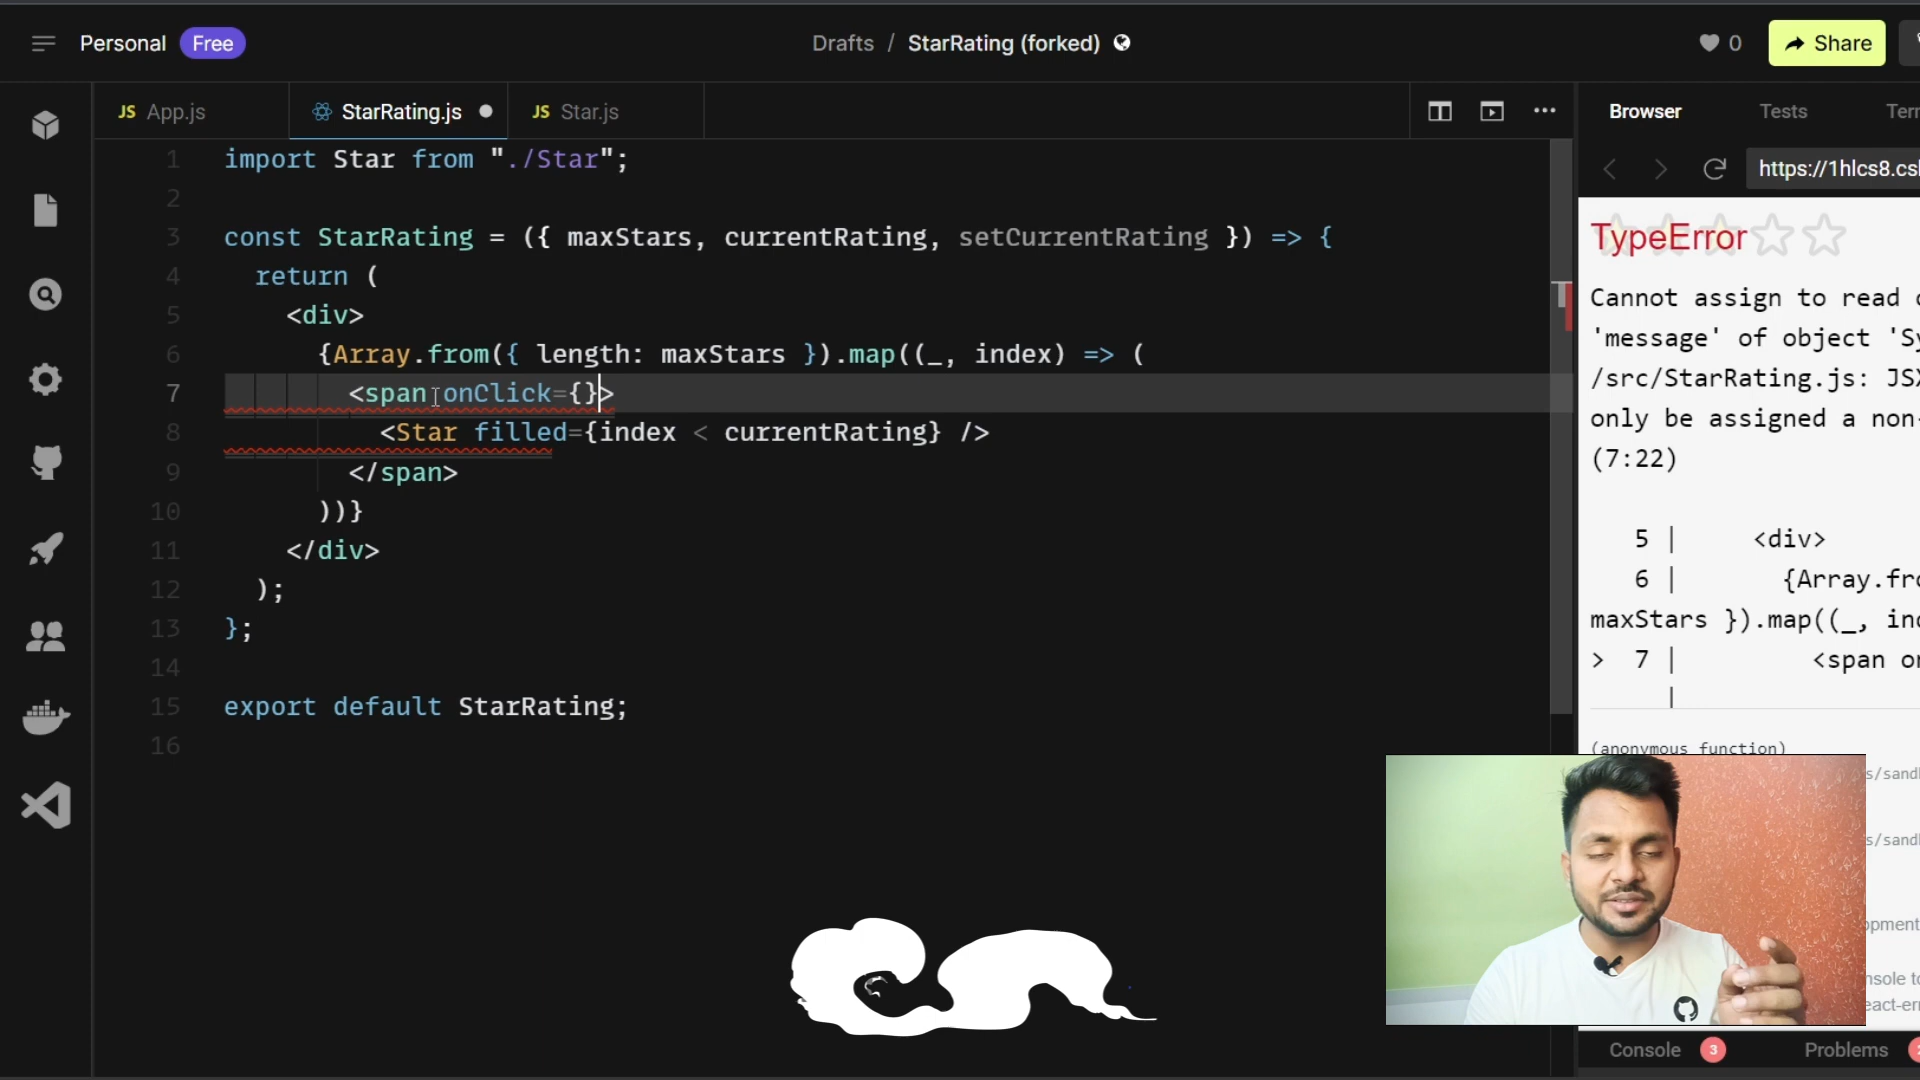 Personal Free
Drafts / StarRating (forked)
0
Share
JS App.js
StarRating.js
JS Star.js
Browser
Tests
1 import Star from "./Star";
2
3 const StarRating = ({ maxStars, currentRating, setCurrentRating }) => {
4 return (
5 <div>
6 {Array.from({ length: maxStars }).map((_, index) => (
7 <span onClick={}>
8 <Star filled={index < currentRating} />
9 </span>
10 ))}
11 </div>
12 );
13 };
14
15 export default StarRating;
16
https://1hlcs8.cs
TypeError
Cannot assign to read
'message' of object
/src/StarRating.js:
only be assigned a non-
(7:22)
5 | <div>
6 |
maxStars }).map((_,
> 7 | <span
|
(anonymous function)
Console 3
Problems